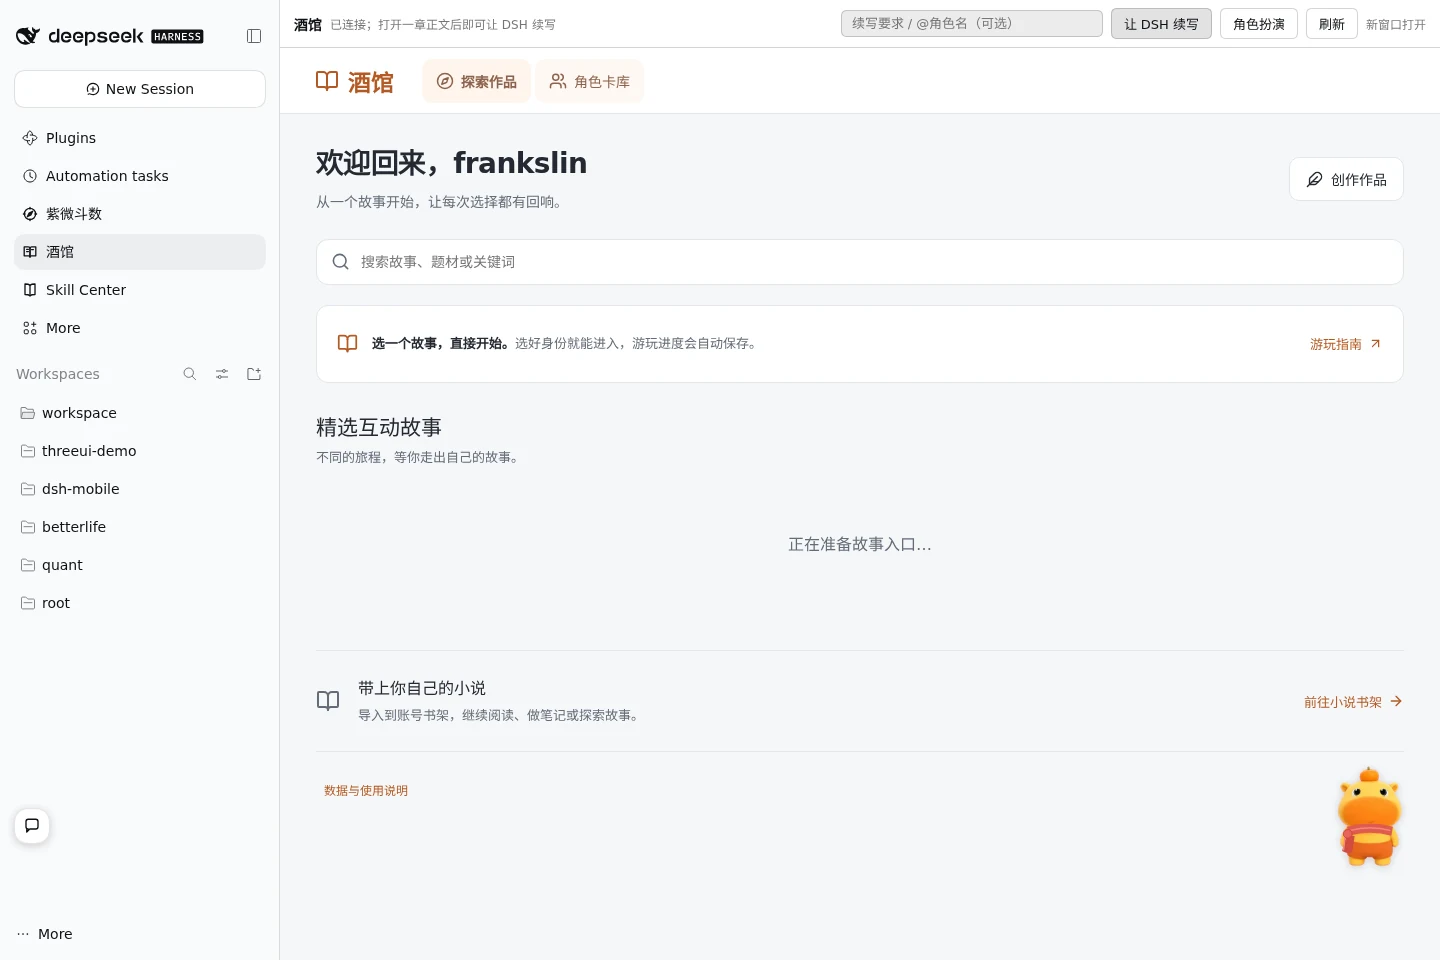 deepseek HARNESS
New Session
Plugins
Automation tasks
紫微斗数
酒馆
Skill Center
More
Workspaces
workspace
threeui-demo
dsh-mobile
betterlife
quant
root
More
酒馆 已连接；打开一章正文后即可让 DSH 续写
续写要求 / @角色名（可选）
让 DSH 续写
角色扮演
刷新
新窗口打开
酒馆
探索作品
角色卡库
欢迎回来，frankslin
从一个故事开始，让每次选择都有回响。
创作作品
搜索故事、题材或关键词
选一个故事，直接开始。选好身份就能进入，游玩进度会自动保存。
游玩指南
精选互动故事
不同的旅程，等你走出自己的故事。
正在准备故事入口…
带上你自己的小说
导入到账号书架，继续阅读、做笔记或探索故事。
前往小说书架
数据与使用说明